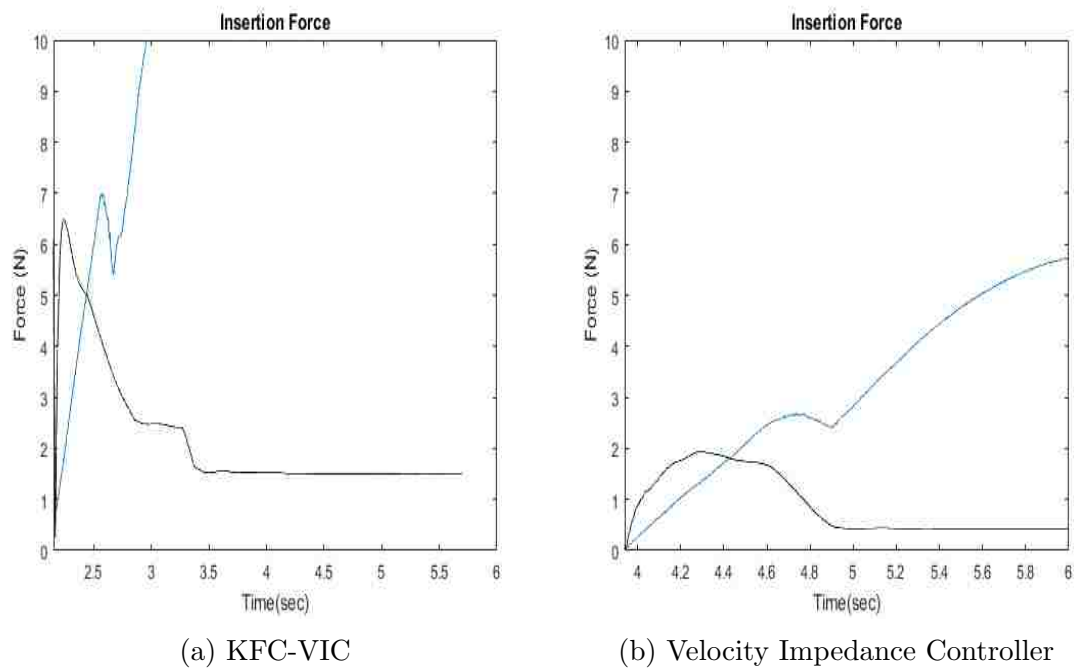 Insertion Force
10
9
8
7
6
5
4
3
2
1
0
Force (N)
2.5 3 3.5 4 4.5 5 5.5 6
Time(sec)
(a) KFC-VIC
Insertion Force
10
9
8
7
6
5
4
3
2
1
0
Force (N)
4 4.2 4.4 4.6 4.8 5 5.2 5.4 5.6 5.8 6
Time(sec)
(b) Velocity Impedance Controller